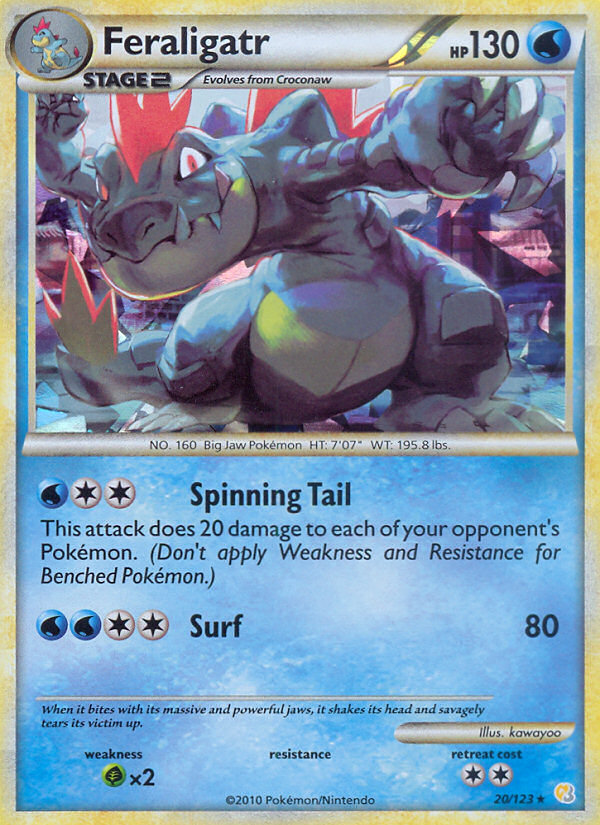 Feraligatr
HP130
STAGE2
Evolves from Croconaw
NO. 160 Big Jaw Pokémon HT: 7'07" WT: 195.8 lbs.
Spinning Tail
This attack does 20 damage to each of your opponent's
Pokémon. (Don't apply Weakness and Resistance for
Benched Pokémon.)
Surf 80
When it bites with its massive and powerful jaws, it shakes its head and savagely
tears its victim up.
Illus. kawayoo
weakness resistance retreat cost
×2
©2010 Pokémon/Nintendo 20/123